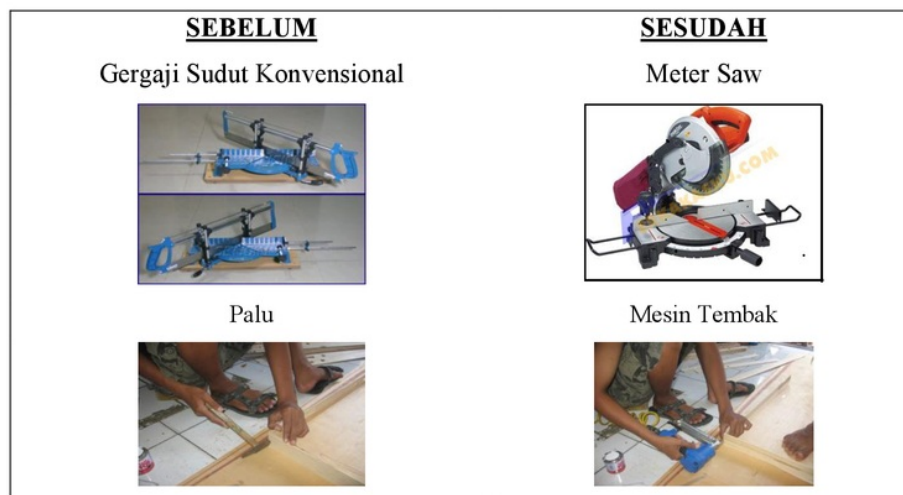 SEBELUM
SESUDAH
Gergaji Sudut Konvensional
Meter Saw
Palu
Mesin Tembak